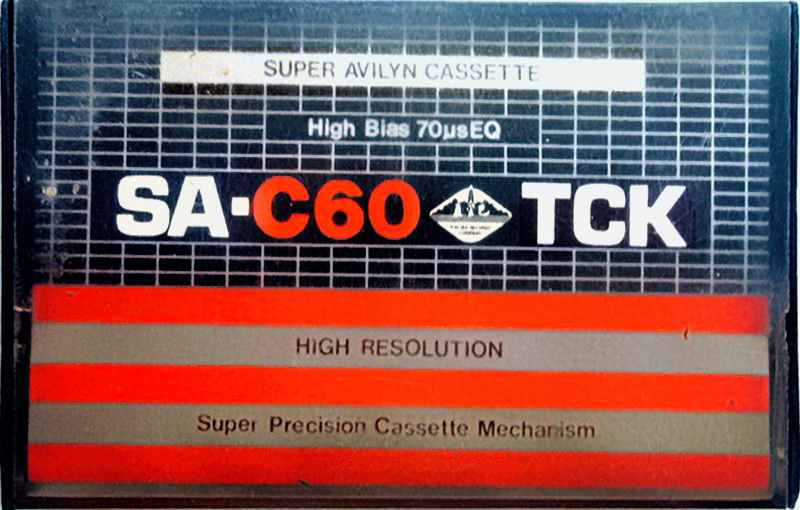 SUPER AVILYN CASSETTE
High Bias 70µsEQ
SA-C60 TCK
HIGH RESOLUTION
Super Precision Cassette Mechanism